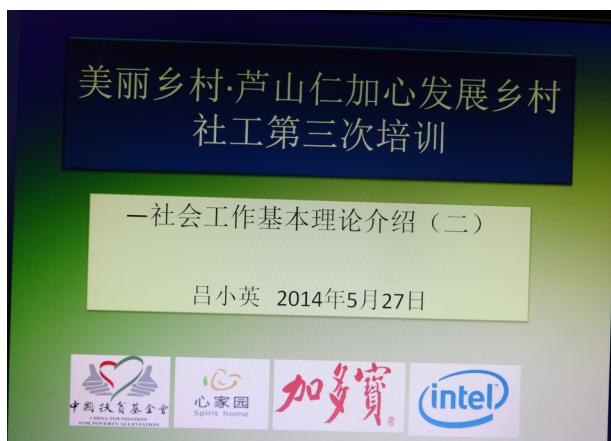 美丽乡村·芦山仁加心发展乡村
社工第三次培训
—社会工作基本理论介绍（二）
吕小英 2014年5月27日
中国扶贫基金会
CHINA FOUNDATION
FOR POVERTY ALLEVIATION
心家园
Spirit home
加多寶
intel